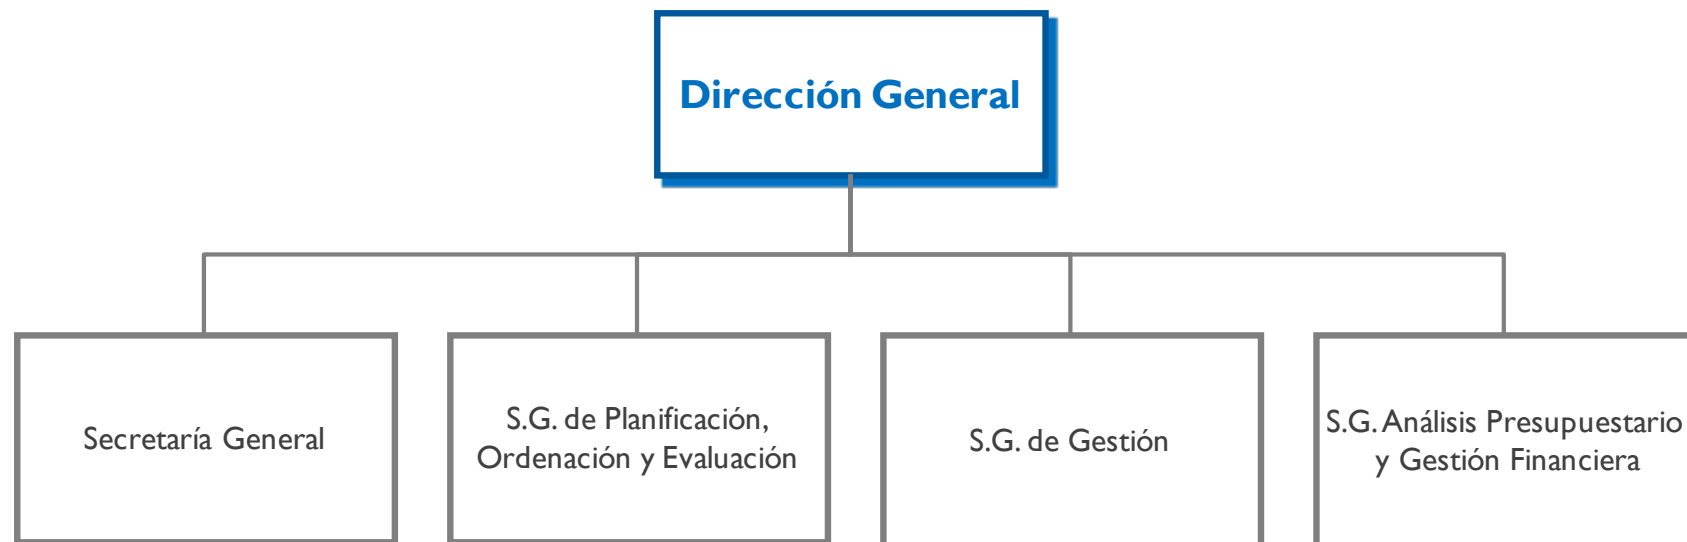 Dirección General
Secretaría General
S.G. de Planificación,
Ordenación y Evaluación
S.G. de Gestión
S.G. Análisis Presupuestario
y Gestión Financiera